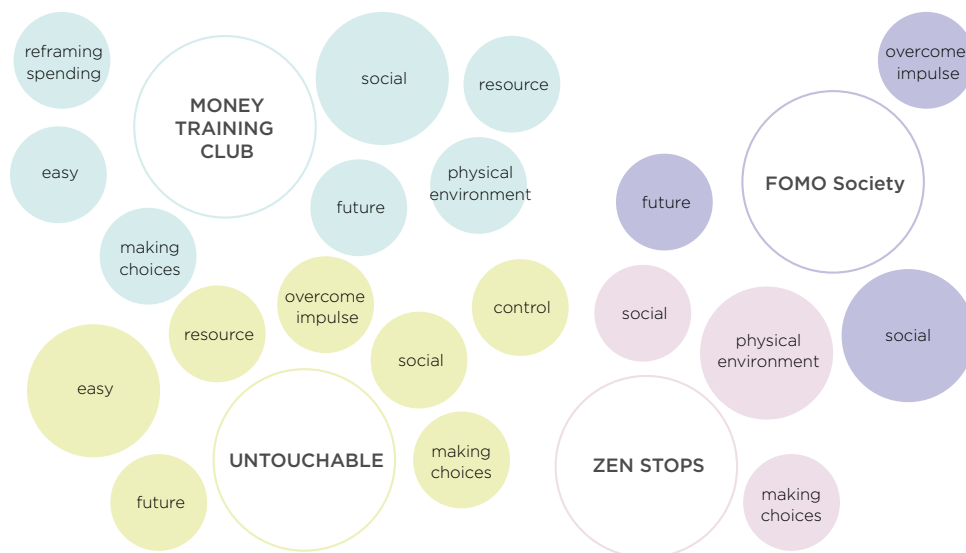 reframing
spending
MONEY
TRAINING
CLUB
social
resource
easy
physical
environment
future
making
choices
overcome
impulse
FOMO Society
future
social
resource
overcome
impulse
control
social
easy
UNTOUCHABLE
making
choices
future
social
physical
environment
ZEN STOPS
making
choices